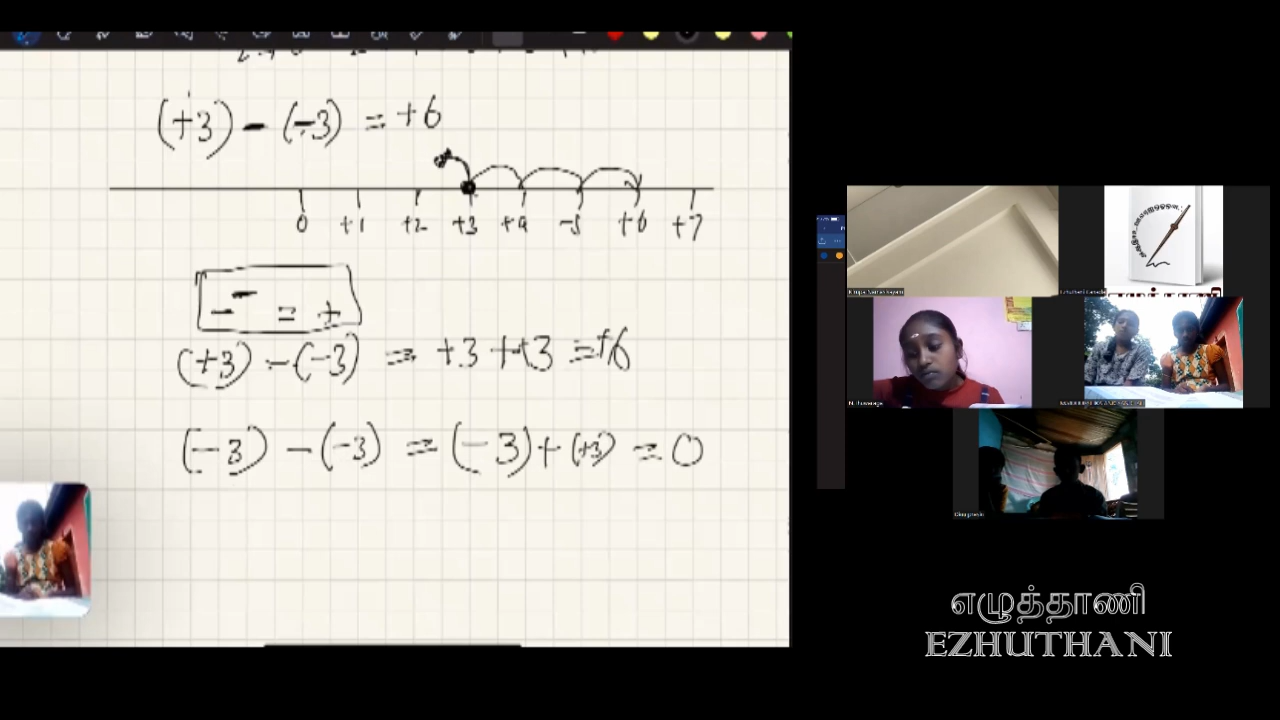 (+3) - (-3) = +6
0 +1 +2 +3 +4 -5 +6 +7
- - = +
(+3) - (-3) = +3 + +3 = +6
(-3) - (-3) = (-3) + (+3) = 0
எழுத்தாணி
EZHUTHANI